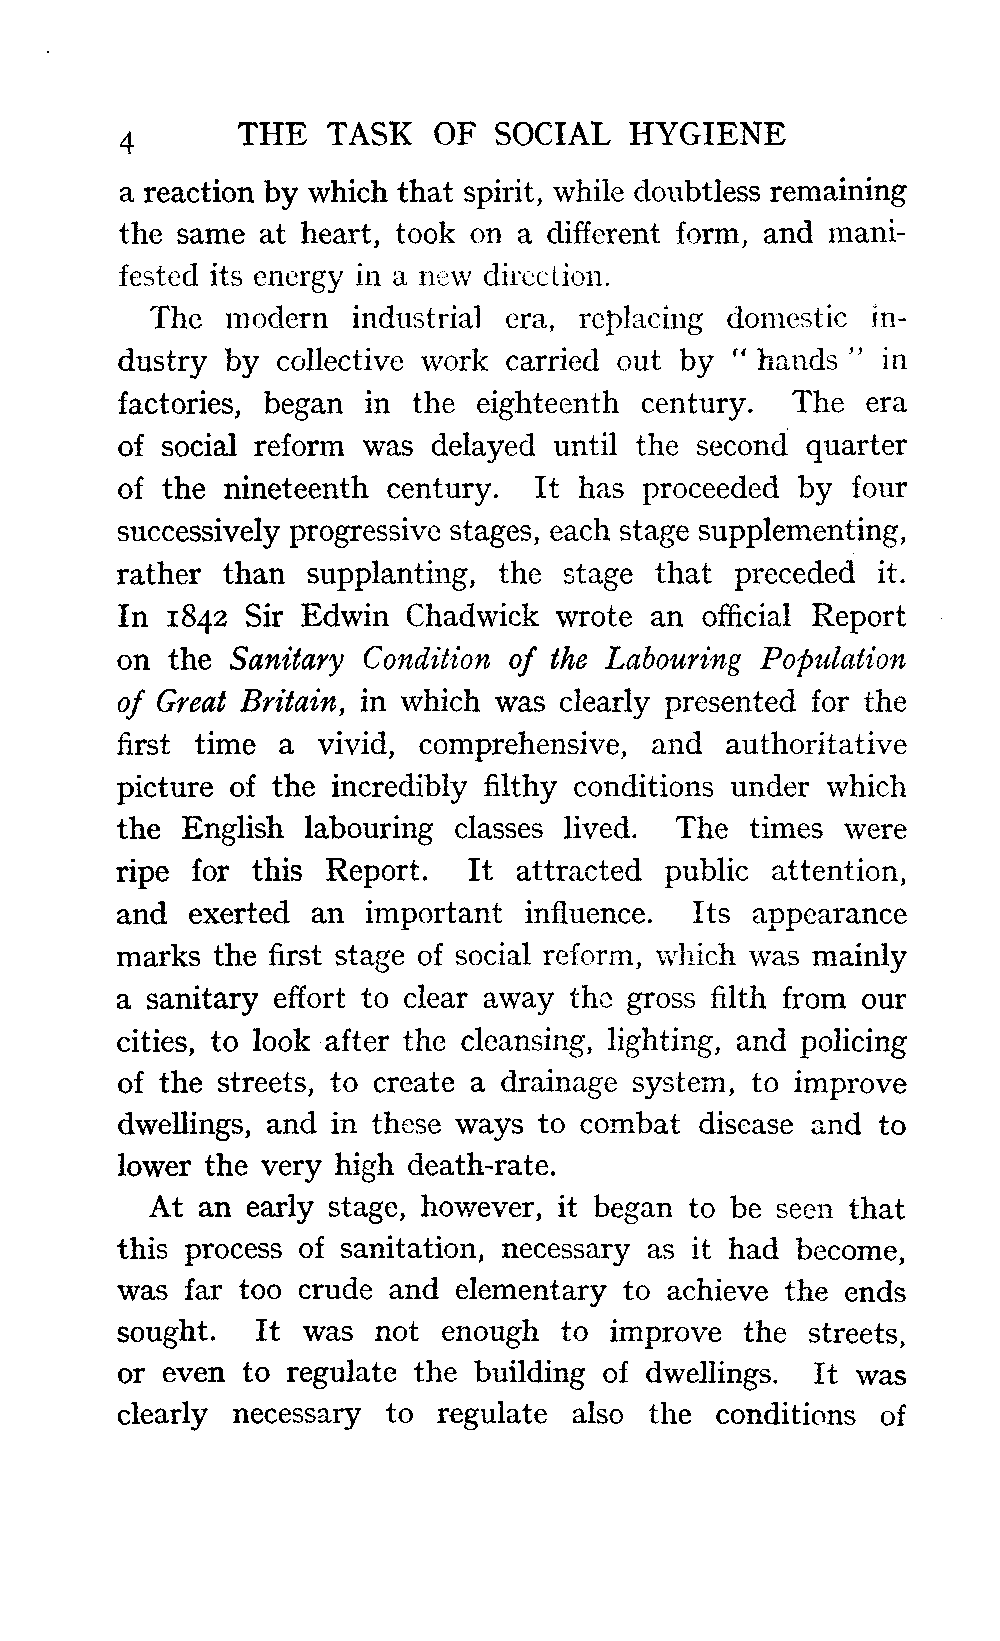 4 THE TASK OF SOCIAL HYGIENE
a reaction by which that spirit, while doubtless remaining
the same at heart, took on a different form, and mani-
fested its energy in a new direction.
The modern industrial era, replacing domestic in-
dustry by collective work carried out by " hands " in
factories, began in the eighteenth century. The era
of social reform was delayed until the second quarter
of the nineteenth century. It has proceeded by four
successively progressive stages, each stage supplementing,
rather than supplanting, the stage that preceded it.
In 1842 Sir Edwin Chadwick wrote an official Report
on the Sanitary Condition of the Labouring Population
of Great Britain, in which was clearly presented for the
first time a vivid, comprehensive, and authoritative
picture of the incredibly filthy conditions under which
the English labouring classes lived. The times were
ripe for this Report. It attracted public attention,
and exerted an important influence. Its appearance
marks the first stage of social reform, which was mainly
a sanitary effort to clear away the gross filth from our
cities, to look after the cleansing, lighting, and policing
of the streets, to create a drainage system, to improve
dwellings, and in these ways to combat disease and to
lower the very high death-rate.
At an early stage, however, it began to be seen that
this process of sanitation, necessary as it had become,
was far too crude and elementary to achieve the ends
sought. It was not enough to improve the streets,
or even to regulate the building of dwellings. It was
clearly necessary to regulate also the conditions of